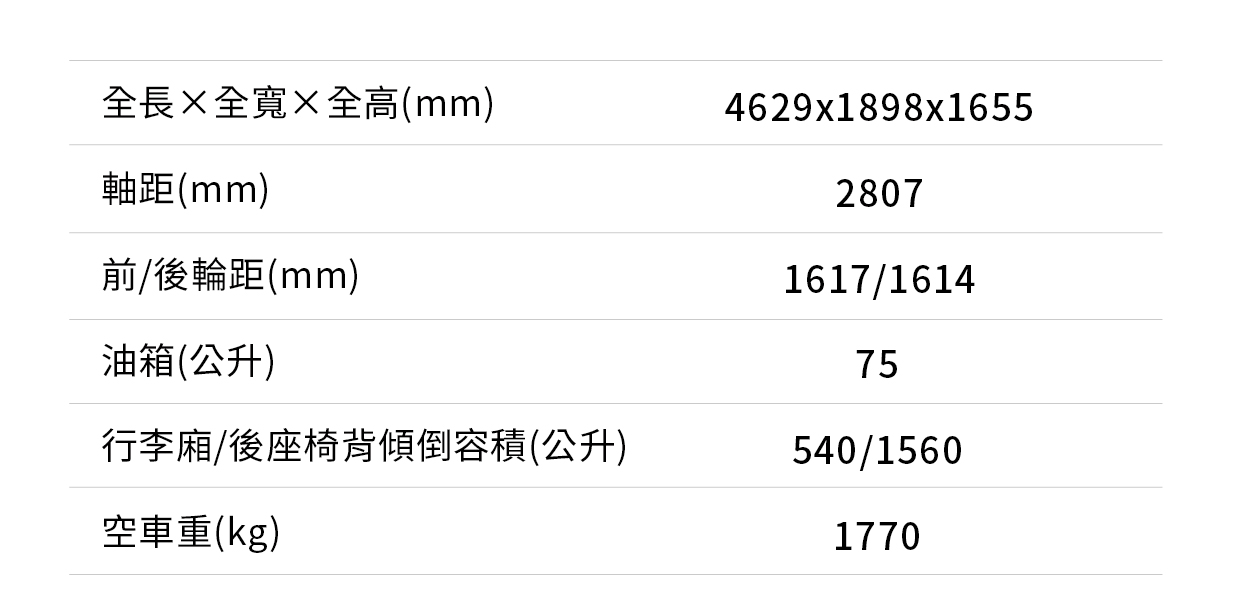 全長×全寬×全高(mm) 4629x1898x1655
軸距(mm) 2807
前/後輪距(mm) 1617/1614
油箱(公升) 75
行李廂/後座椅背傾倒容積(公升) 540/1560
空車重(kg) 1770